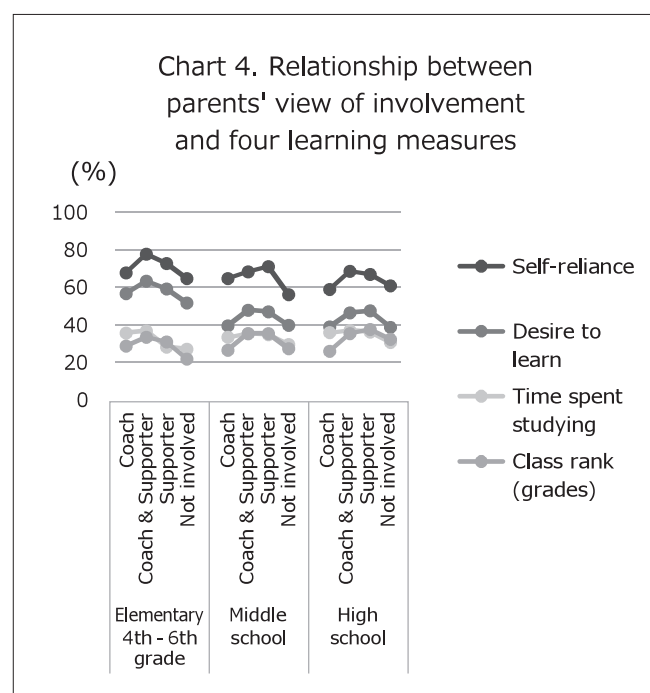 Chart 4. Relationship between
parents' view of involvement
and four learning measures
(%)
100
80
60
40
20
0
Self-reliance
Desire to
learn
Time spent
studying
Class rank
(grades)
Coach
Coach & Supporter
Supporter
Not involved
Coach
Coach & Supporter
Supporter
Not involved
Coach
Coach & Supporter
Supporter
Not involved
Elementary
4th - 6th
grade
Middle
school
High
school